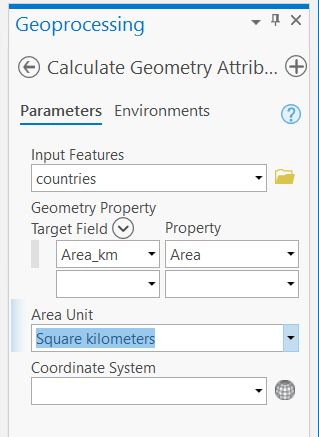 Geoprocessing
Calculate Geometry Attrib...
Parameters Environments
Input Features
countries
Geometry Property
Target Field Property
Area_km Area
Area Unit
Square kilometers
Coordinate System